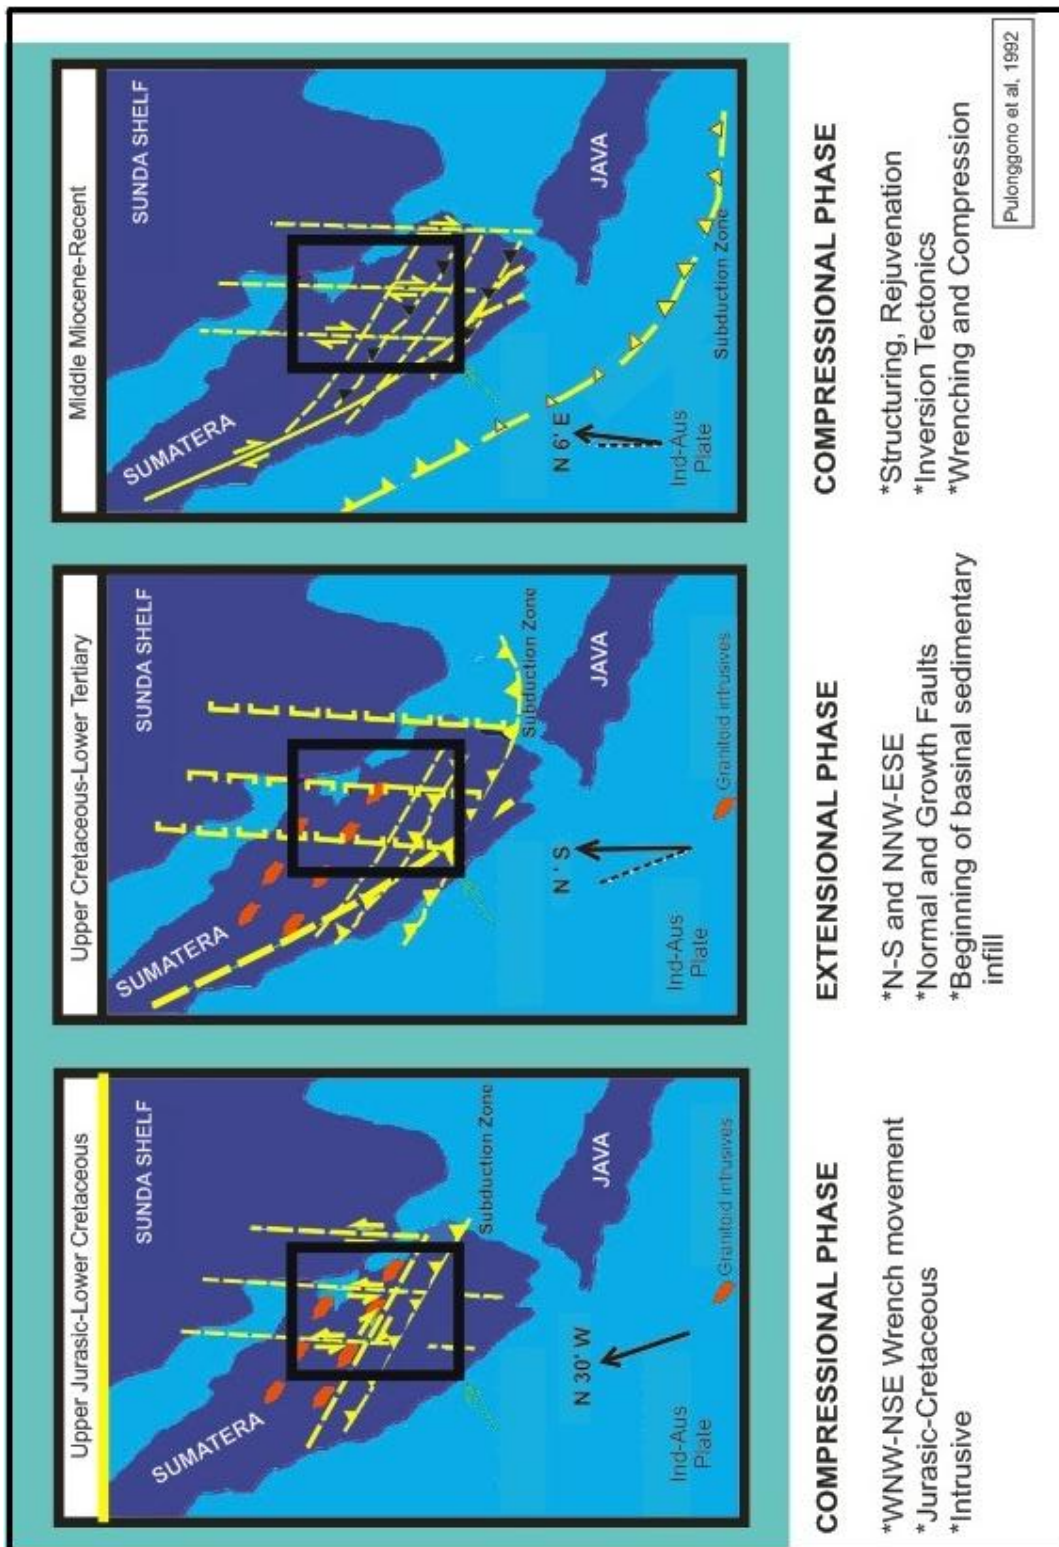 Upper Jurasic-Lower Cretaceous
SUNDA SHELF
SUMATERA
Subduction Zone
JAVA
N 30' W
Ind-Aus
Plate
Granitoid intrusives
COMPRESSIONAL PHASE
*WNW-NSE Wrench movement
*Jurasic-Cretaceous
*Intrusive
Upper Cretaceous-Lower Tertiary
SUNDA SHELF
SUMATERA
Subduction Zone
JAVA
N ' S
Ind-Aus
Plate
Granitoid intrusives
EXTENSIONAL PHASE
*N-S and NNW-ESE
*Normal and Growth Faults
*Beginning of basinal sedimentary
infill
Middle Miocene-Recent
SUNDA SHELF
SUMATERA
JAVA
N 6' E
Ind-Aus
Plate
Subduction Zone
COMPRESSIONAL PHASE
*Structuring, Rejuvenation
*Inversion Tectonics
*Wrenching and Compression
Pulonggono et al, 1992